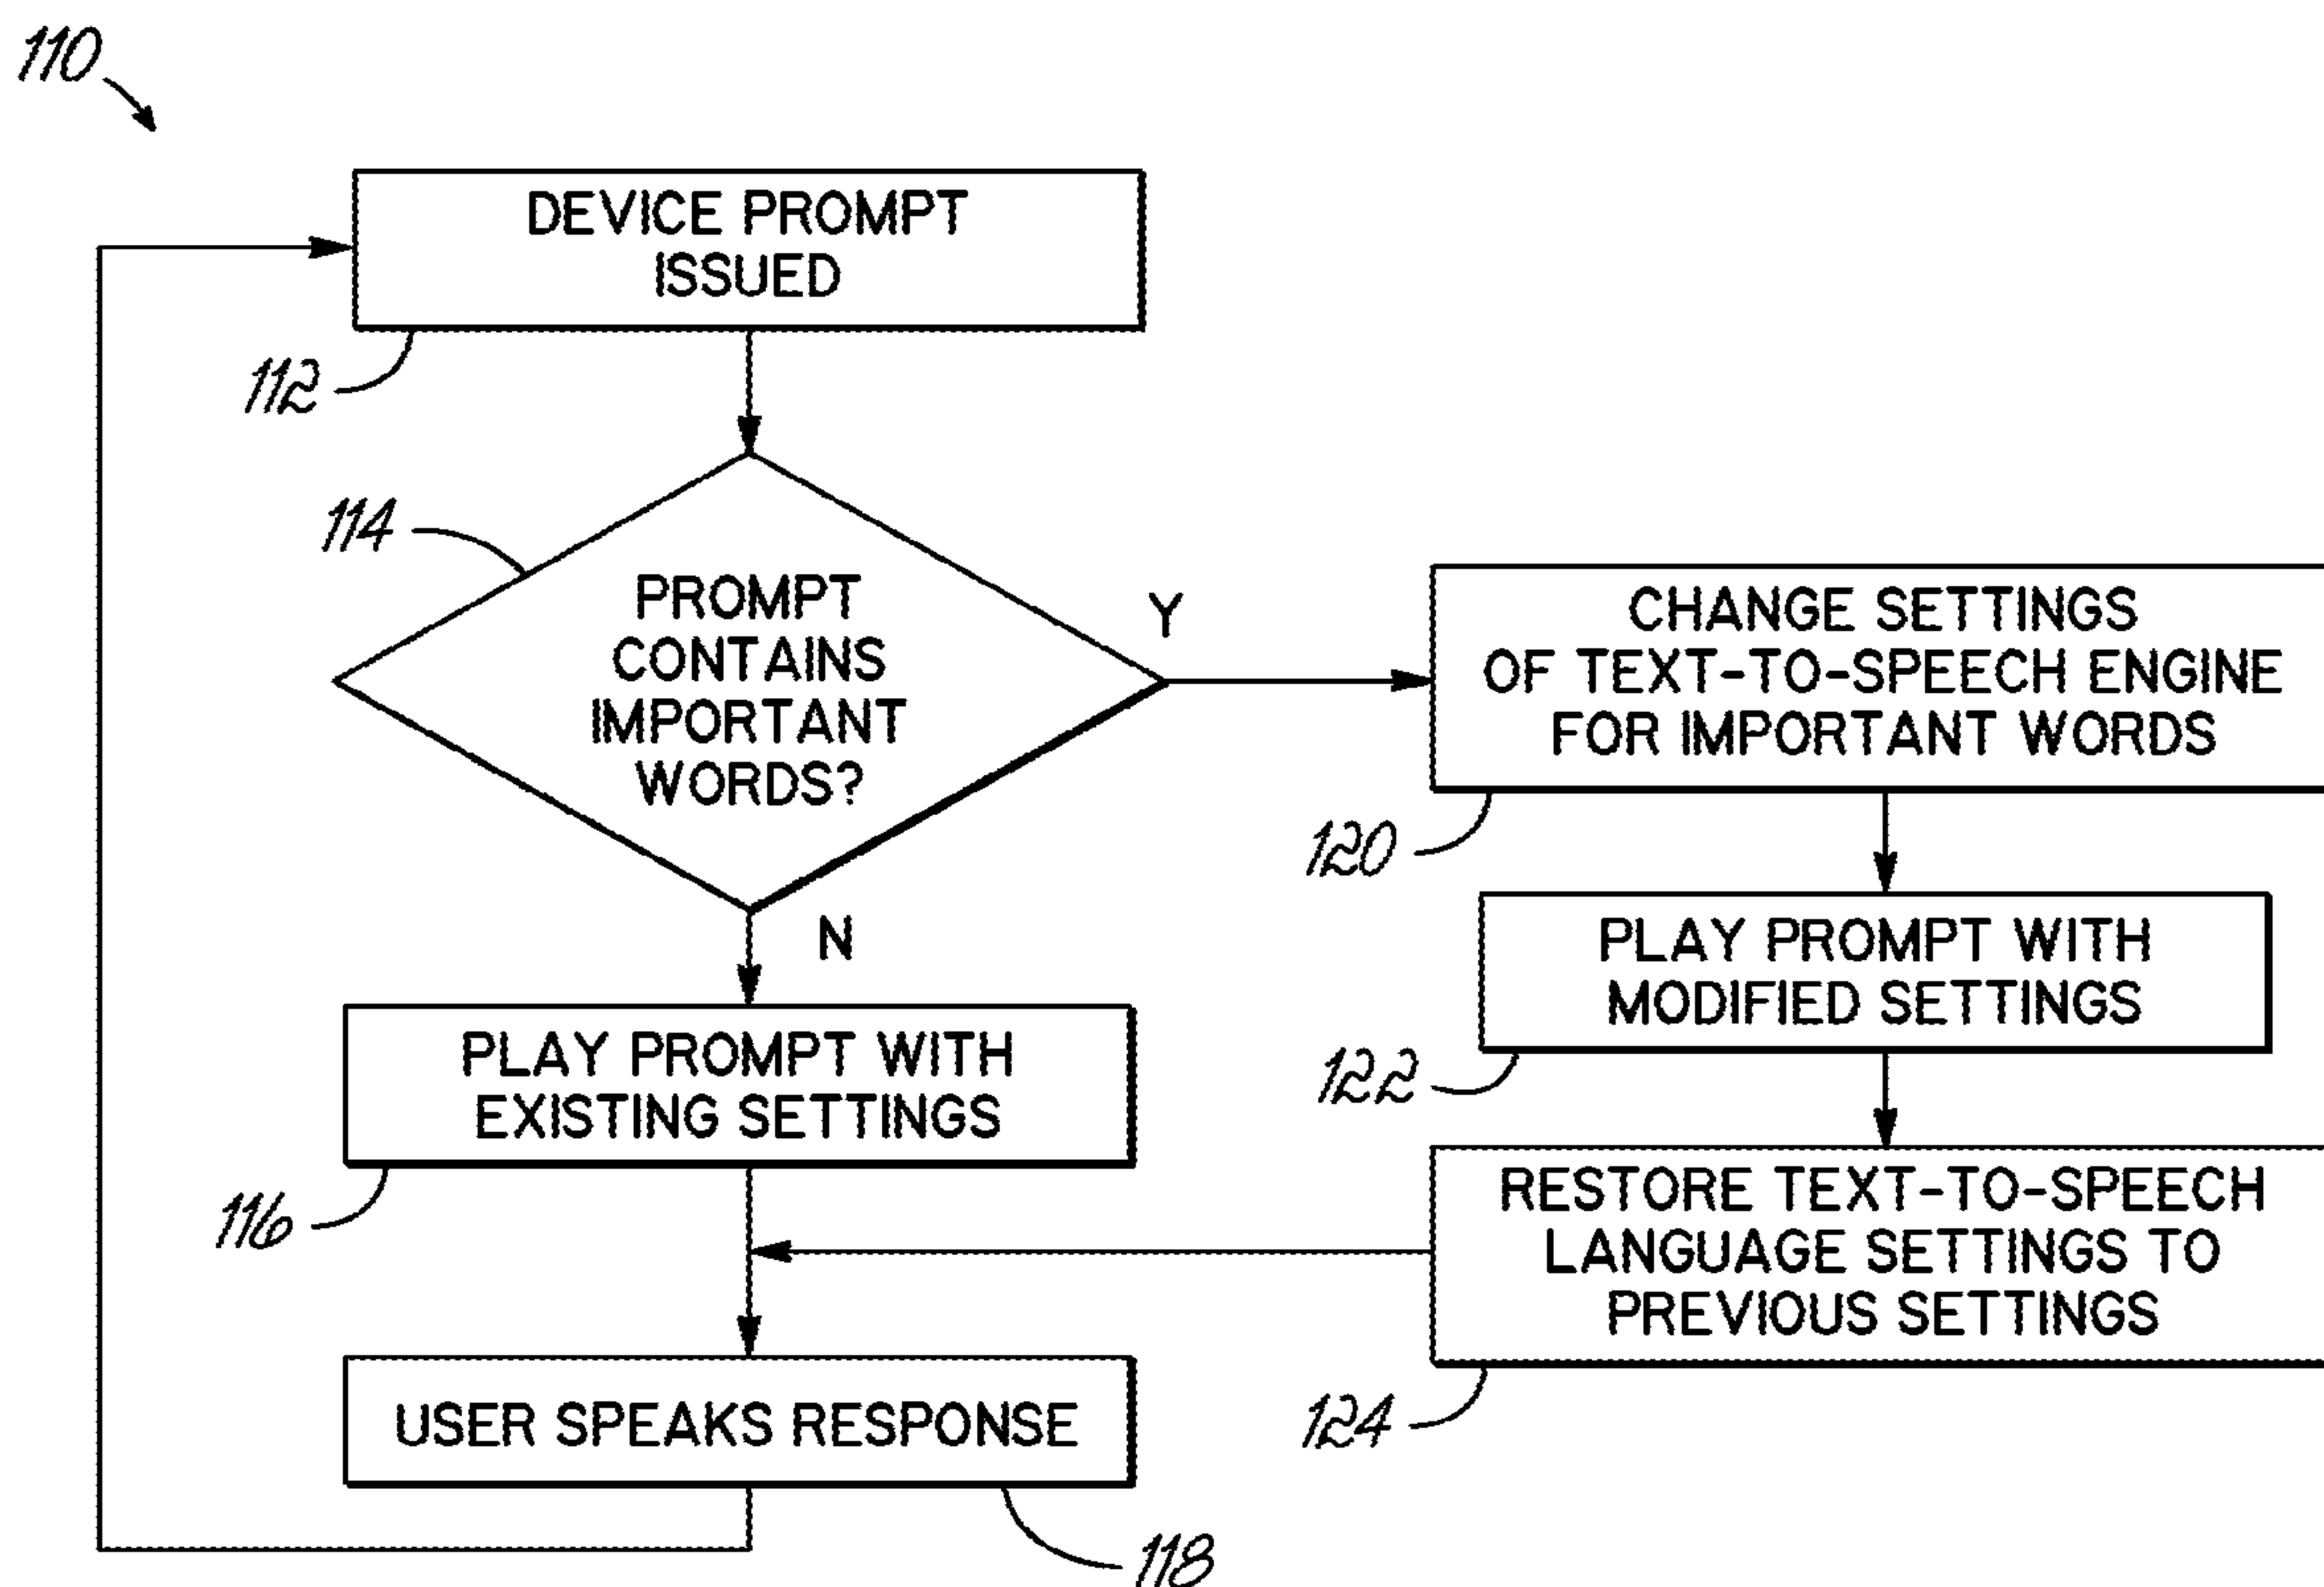 110
DEVICE PROMPT
ISSUED
112
114
PROMPT
CONTAINS
IMPORTANT
WORDS?
Y
N
CHANGE SETTINGS
OF TEXT-TO-SPEECH ENGINE
FOR IMPORTANT WORDS
120
PLAY PROMPT WITH
MODIFIED SETTINGS
122
PLAY PROMPT WITH
EXISTING SETTINGS
116
RESTORE TEXT-TO-SPEECH
LANGUAGE SETTINGS TO
PREVIOUS SETTINGS
124
USER SPEAKS RESPONSE
118